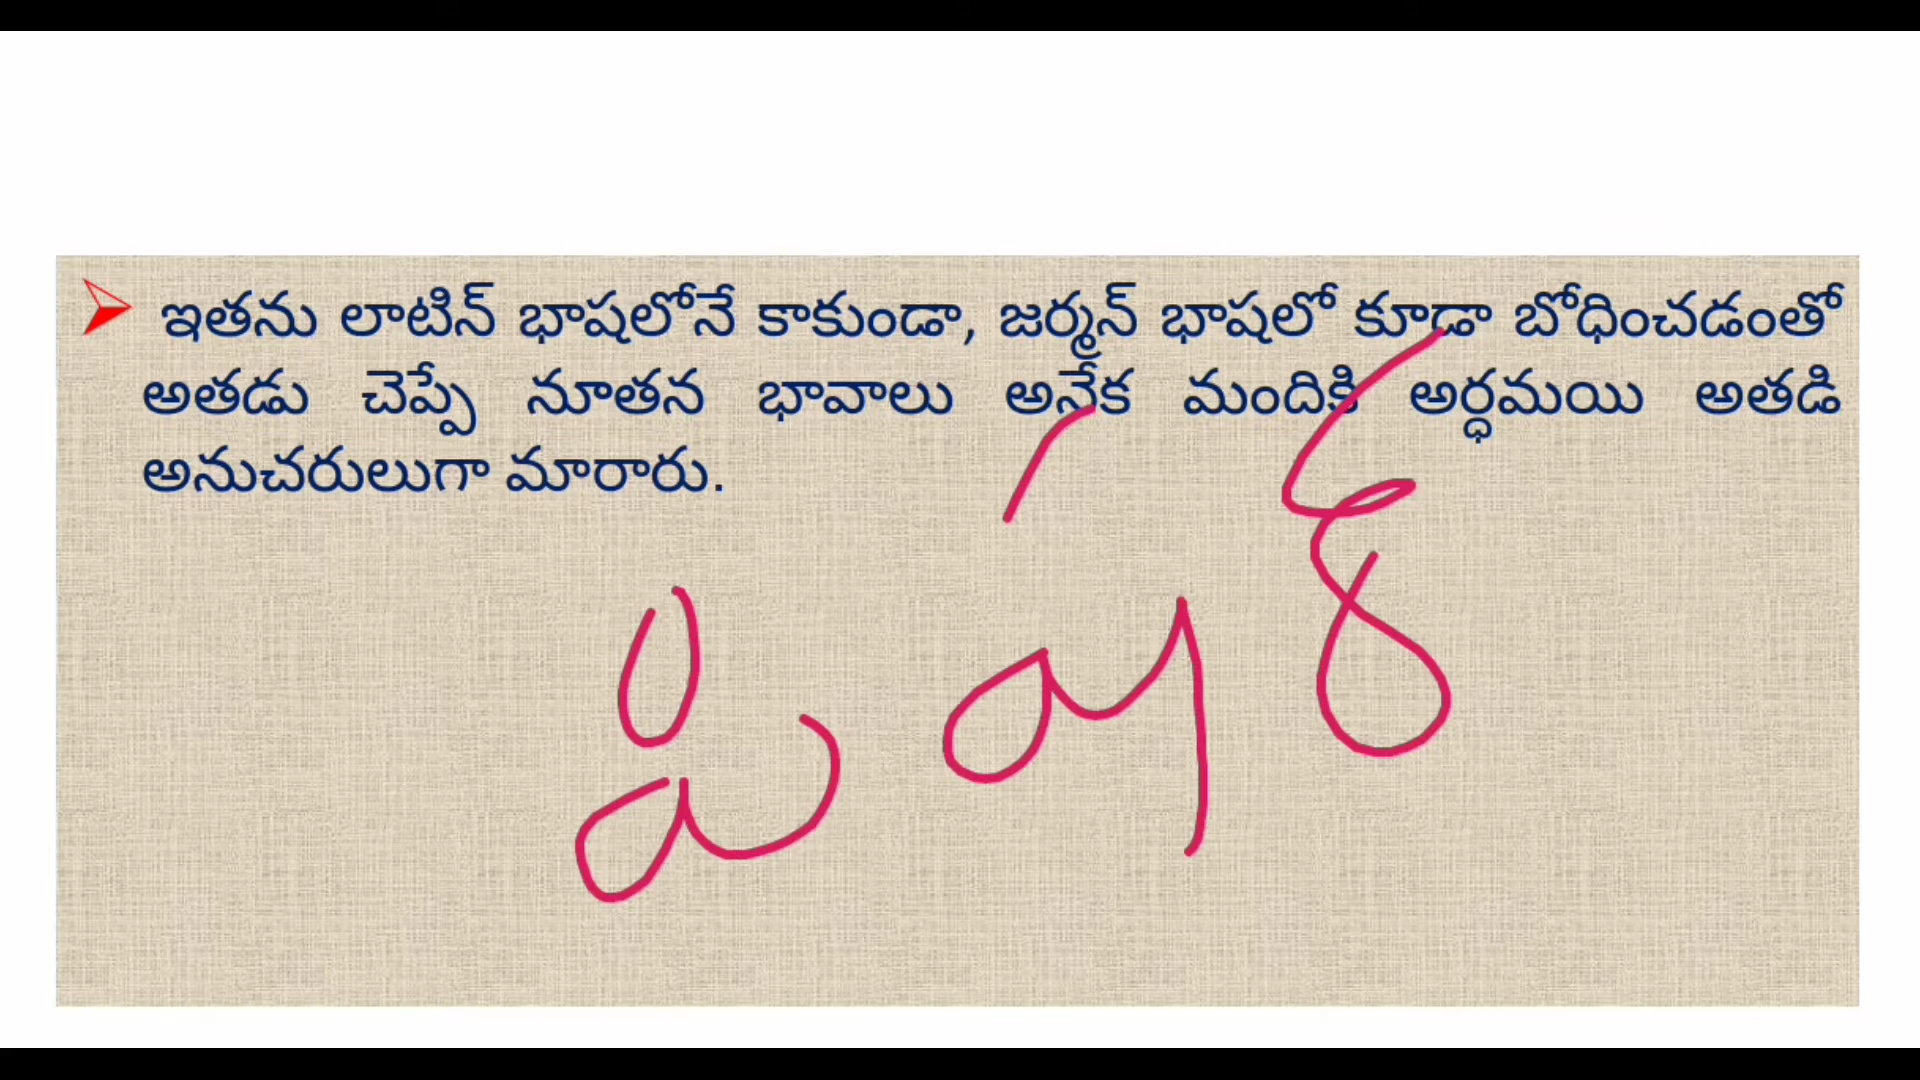 ఇతను లాటిన్ భాషలోనే కాకుండా, జర్మన్ భాషలో కూడా బోధించడంతో
అతడు చెప్పే నూతన భావాలు అనేక మందికి అర్ధమయి అతడి
అనుచరులుగా మారారు.